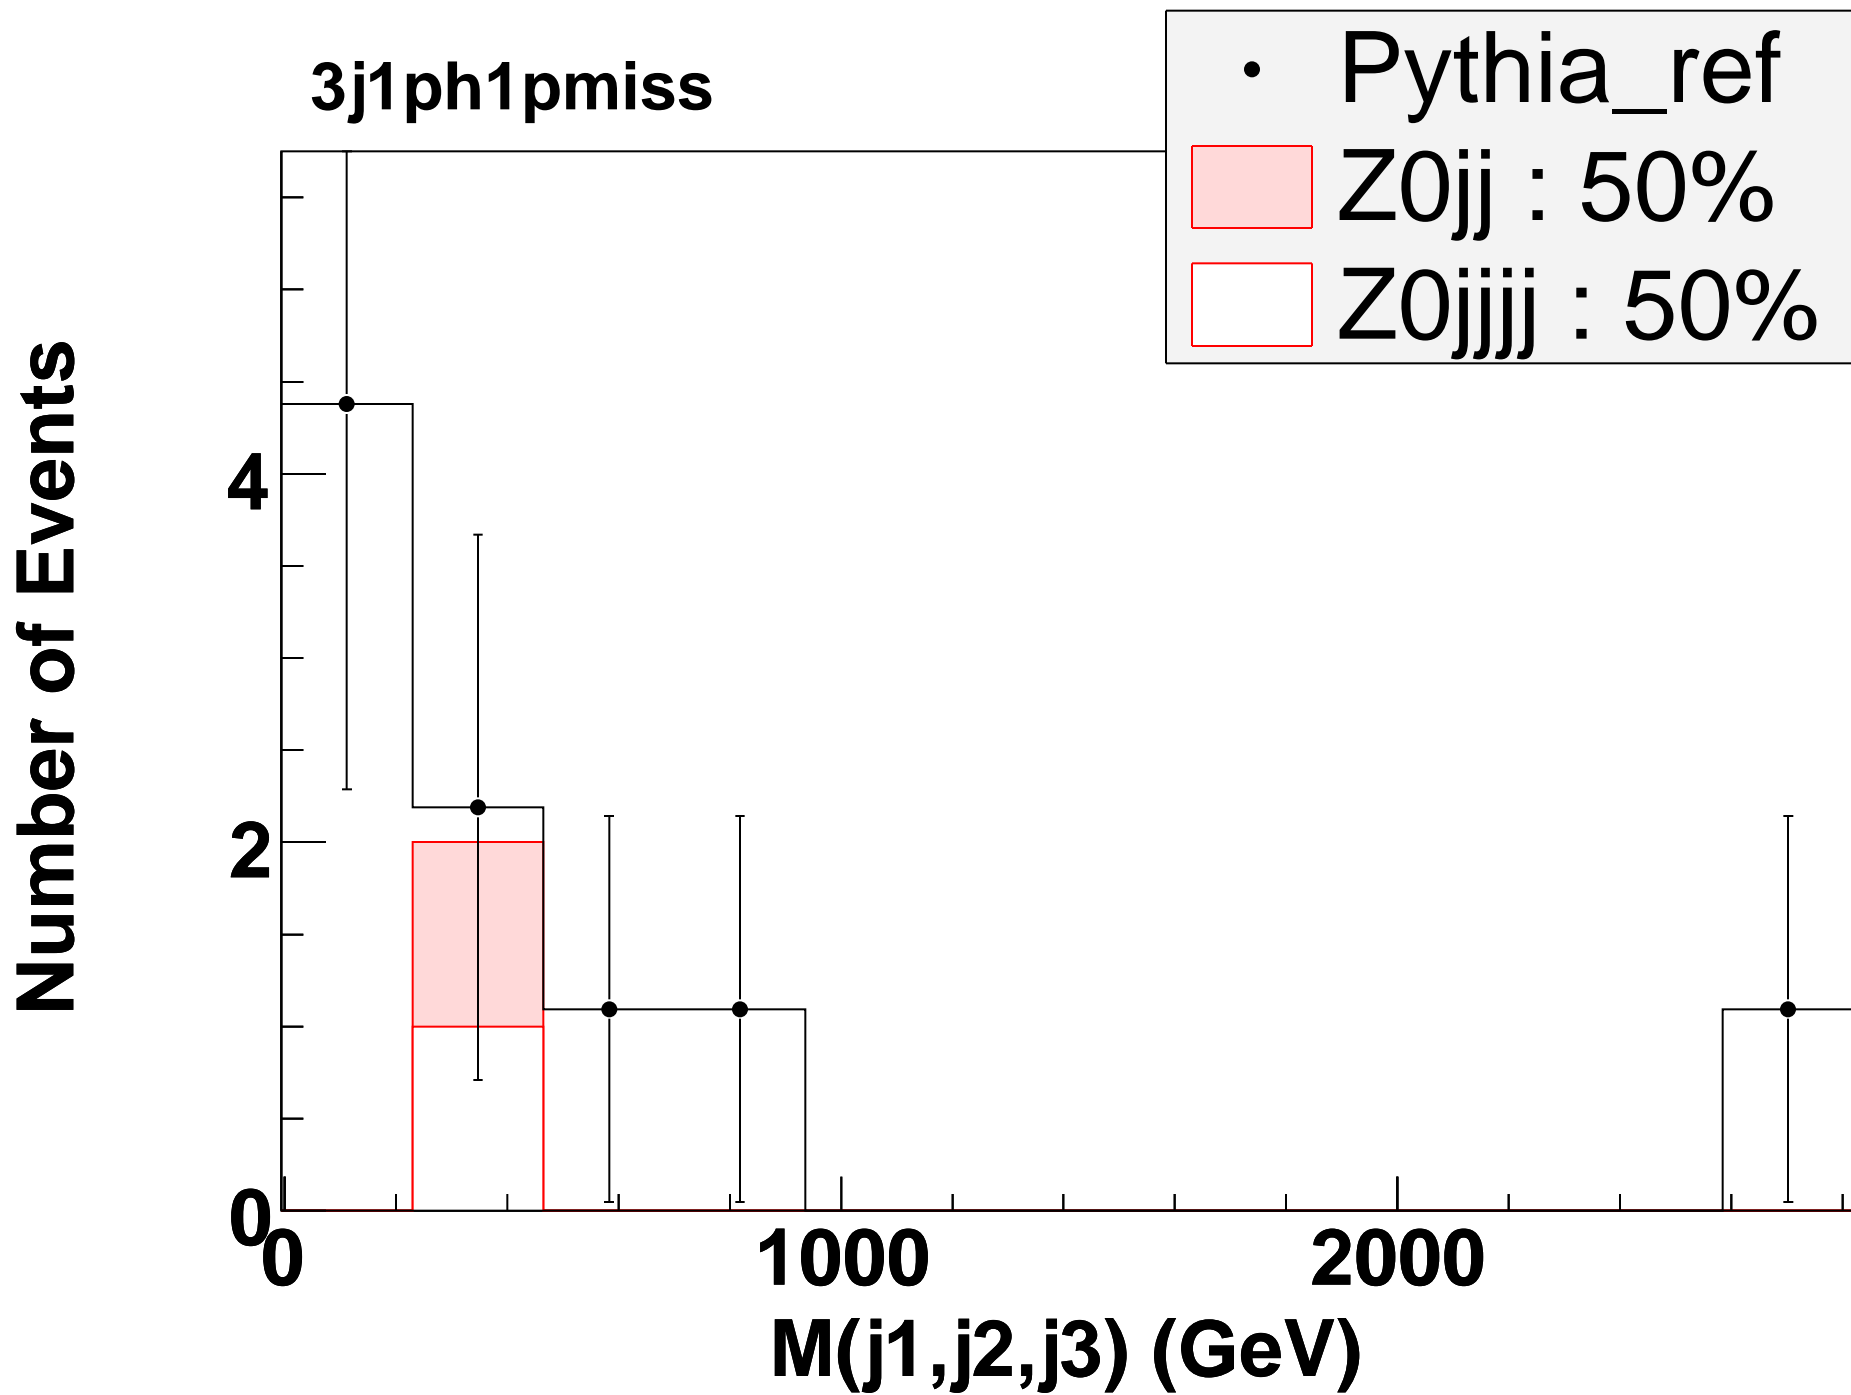 3j1ph1pmiss
Pythia_ref
Z0jj : 50%
Z0jjjj : 50%
Number of Events
4
2
0
0 1000 2000
M(j1,j2,j3) (GeV)